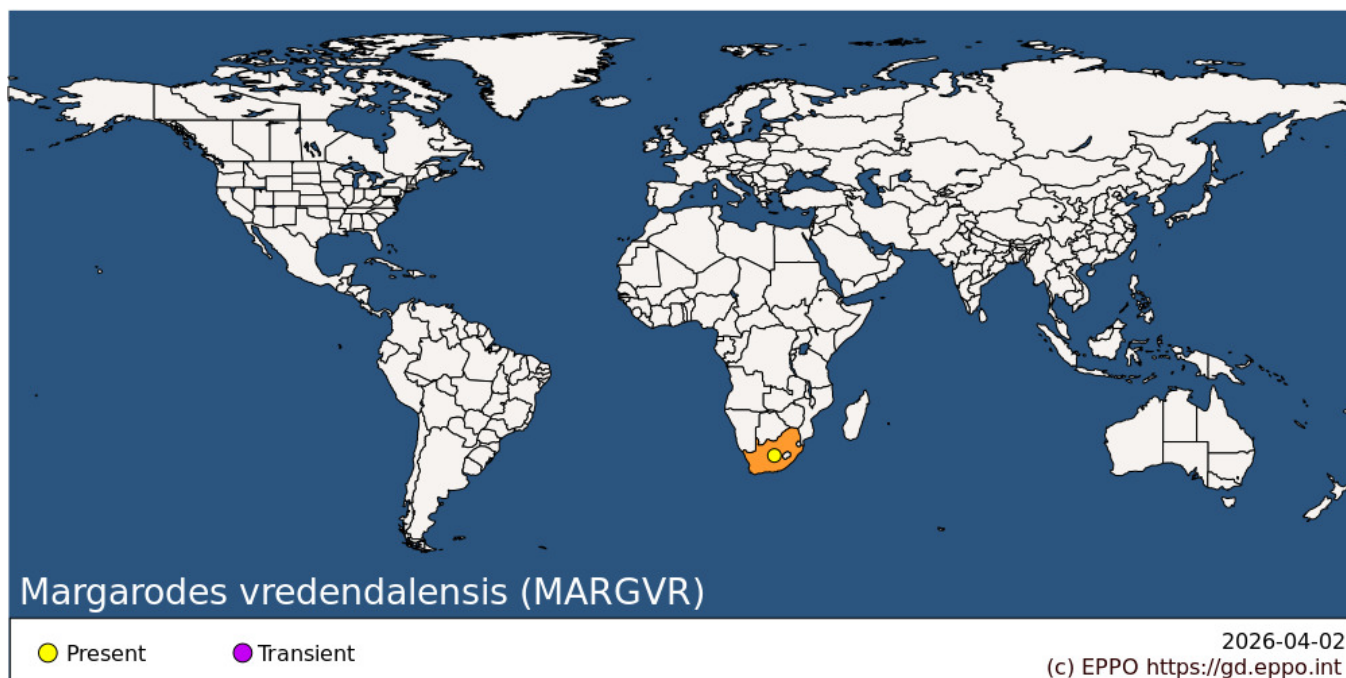 Margarodes vredendalensis (MARGVR)
Present
Transient
2026-04-02
(c) EPPO https://gd.eppo.int